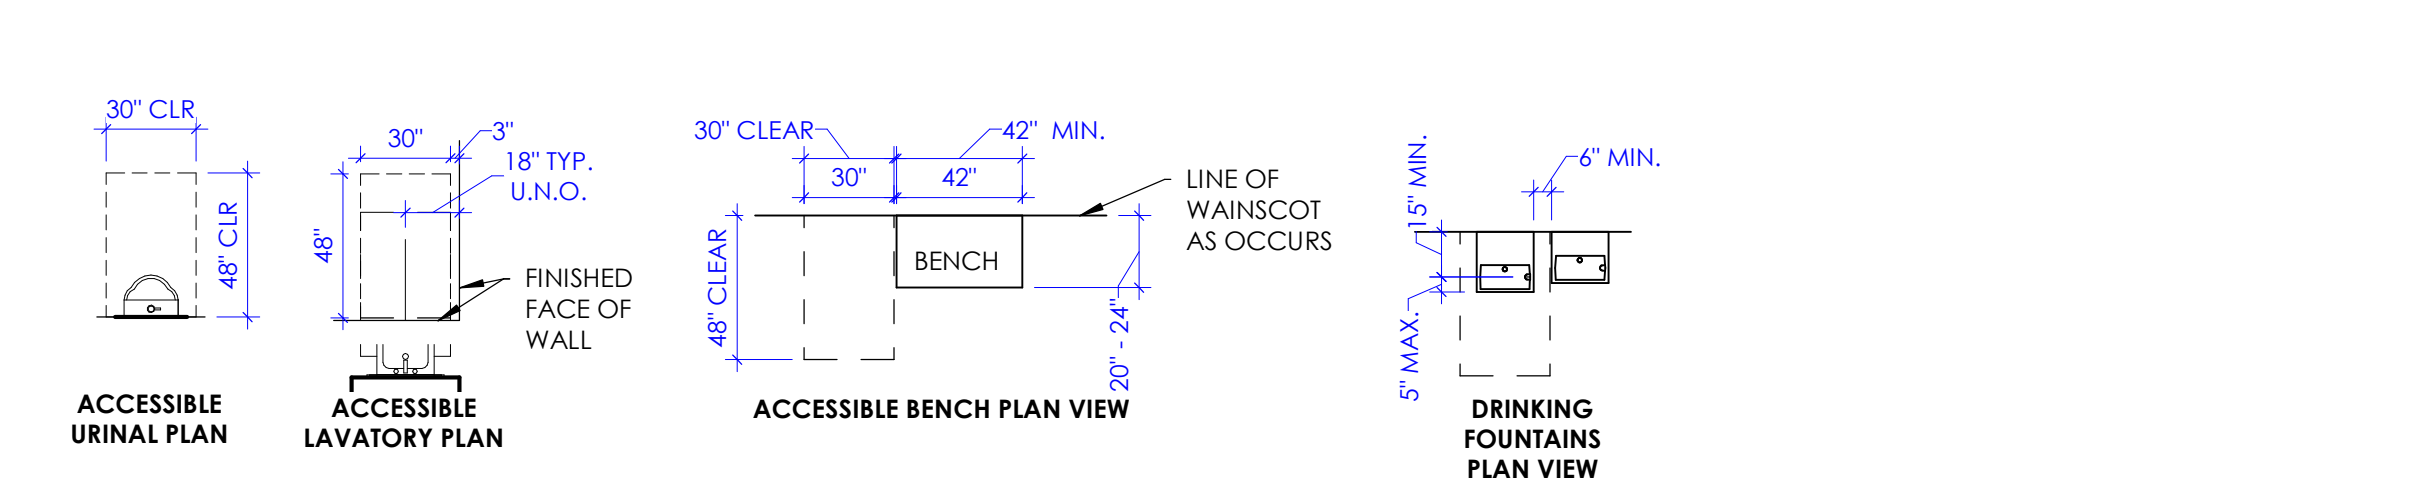 30" CLR
48" CLR
ACCESSIBLE
URINAL PLAN
30"
3"
18" TYP.
U.N.O.
48"
FINISHED
FACE OF
WALL
ACCESSIBLE
LAVATORY PLAN
30" CLEAR
42"  MIN.
30"
42"
LINE OF
WAINSCOT
AS OCCURS
48" CLEAR
BENCH
20" - 24"
ACCESSIBLE BENCH PLAN VIEW
15" MIN.
6" MIN.
5" MAX.
DRINKING
FOUNTAINS
PLAN VIEW